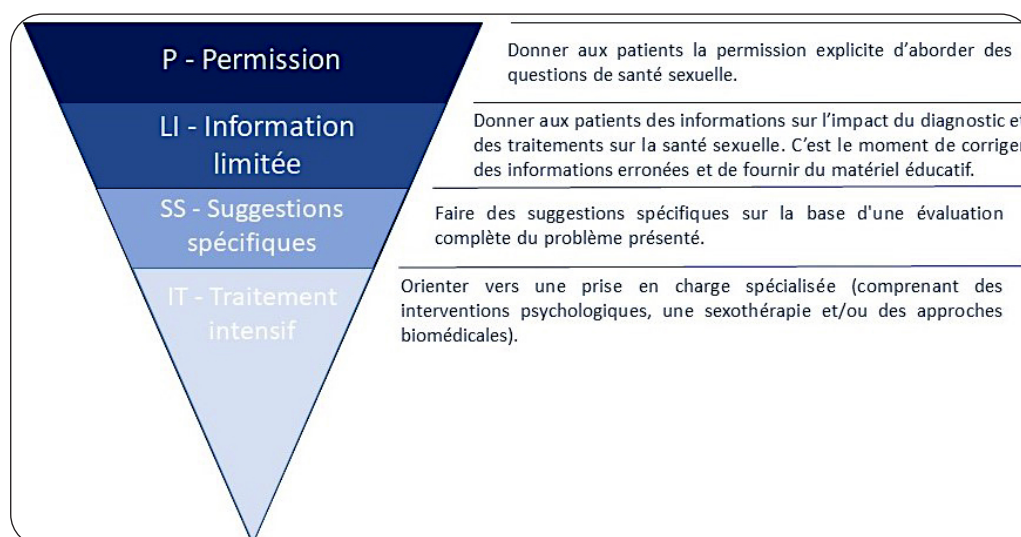 P - Permission
Donner aux patients la permission explicite d'aborder des
questions de santé sexuelle.
LI - Information
limitée
Donner aux patients des informations sur l'impact du diagnostic et
des traitements sur la santé sexuelle. C'est le moment de corriger
des informations erronées et de fournir du matériel éducatif.
SS - Suggestions
spécifiques
Faire des suggestions spécifiques sur la base d'une évaluation
complète du problème présenté.
IT - Traitement
intensif
Orienter vers une prise en charge spécialisée (comprenant des
interventions psychologiques, une sexothérapie et/ou des approches
biomédicales).